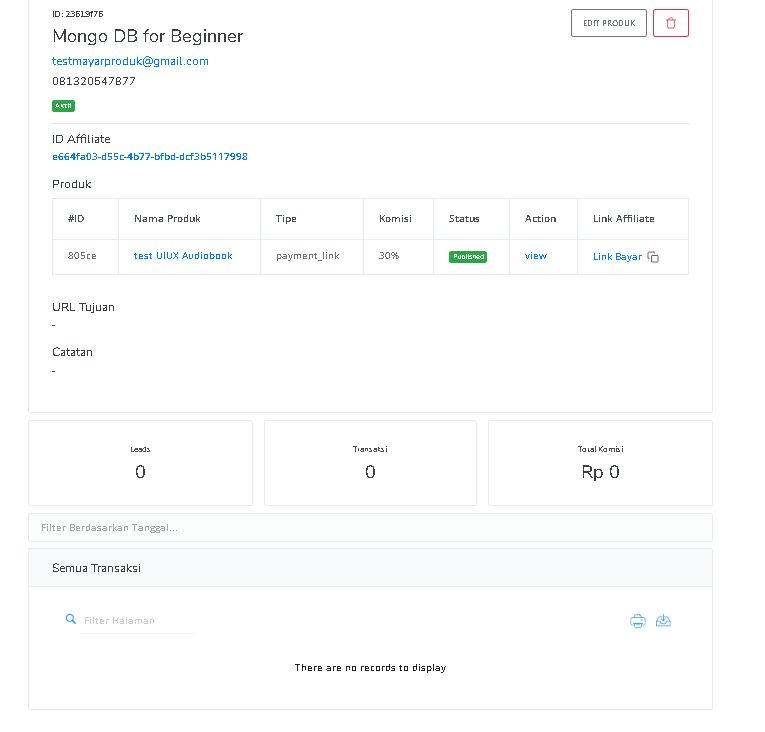 ID: 23619f76
Mongo DB for Beginner
EDIT PRODUK
testmayarproduk@gmail.com
081320547877
Aktif
ID Affiliate
e664fa03-d55c-4b77-bfbd-dcf3b5117998
Produk
#ID Nama Produk Tipe Komisi Status Action Link Affiliate
805ce test UIUX Audiobook payment_link 30% Published view Link Bayar
URL Tujuan
-
Catatan
-
Leads Transaksi Total Komisi
0 0 Rp 0
Filter Berdasarkan Tanggal...
Semua Transaksi
Filter Halaman
There are no records to display